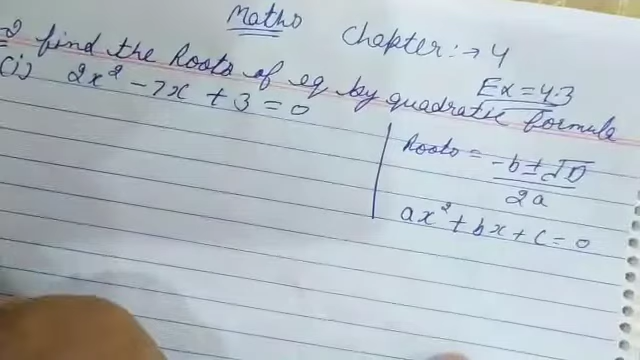 Maths
Chapter:→ 4
Ex = 4.3
2 find the Roots of eq by quadratic formula
(i) 2x² - 7x + 3 = 0
Roots = -b±√D
2a
ax² + bx + c = 0